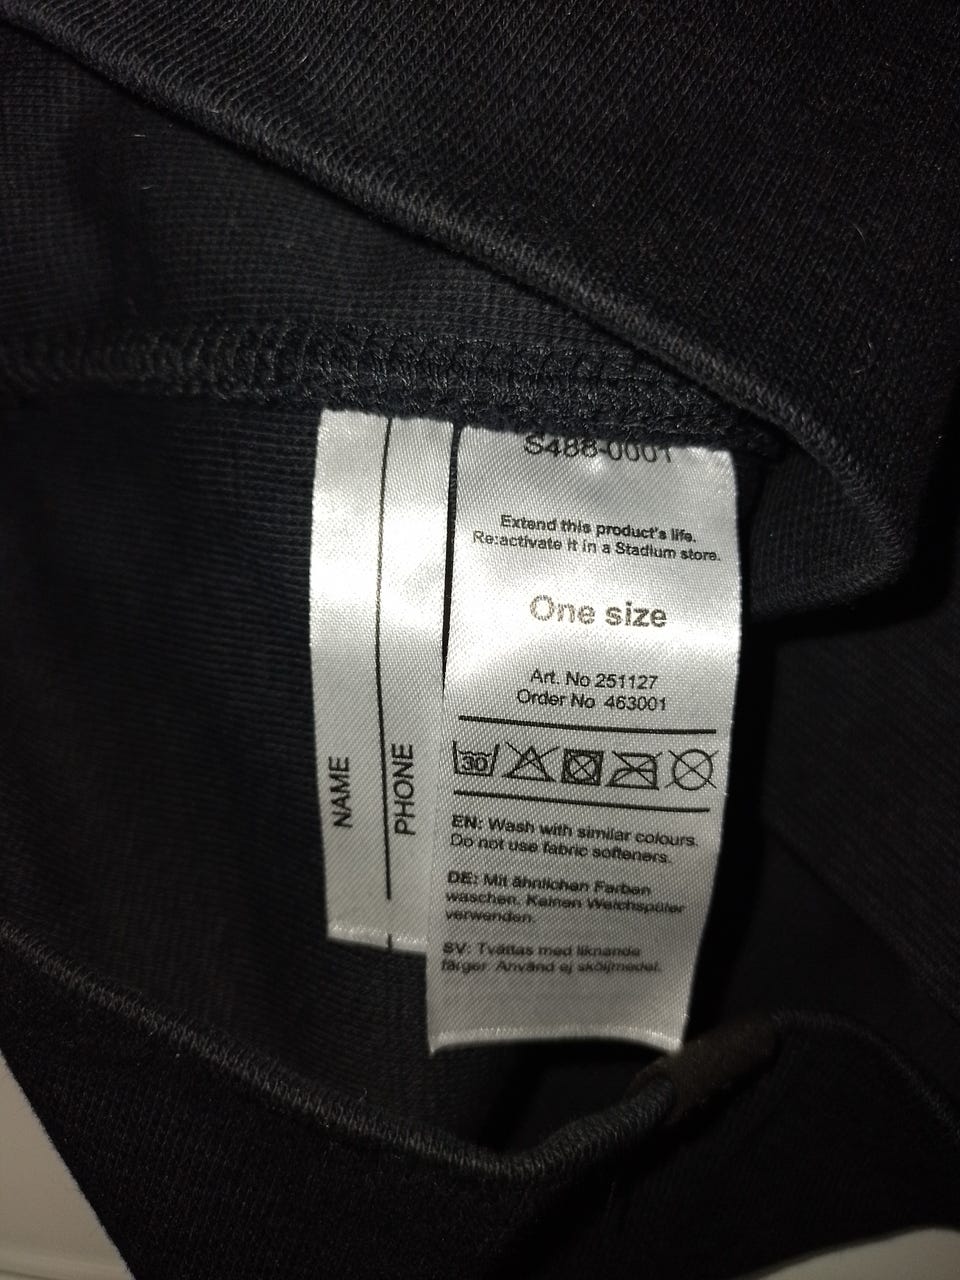 NAME
PHONE
S488-0001
Extend this product's life.
Re:activate it in a Stadium store.
One size
Art. No 251127
Order No 463001
30
EN: Wash with similar colours.
Do not use fabric softeners.
DE: Mit ähnlichen Farben
waschen. Keinen Weichspüler
verwenden.
SV: Tvättas med liknande
färger. Använd ej sköljmedel.